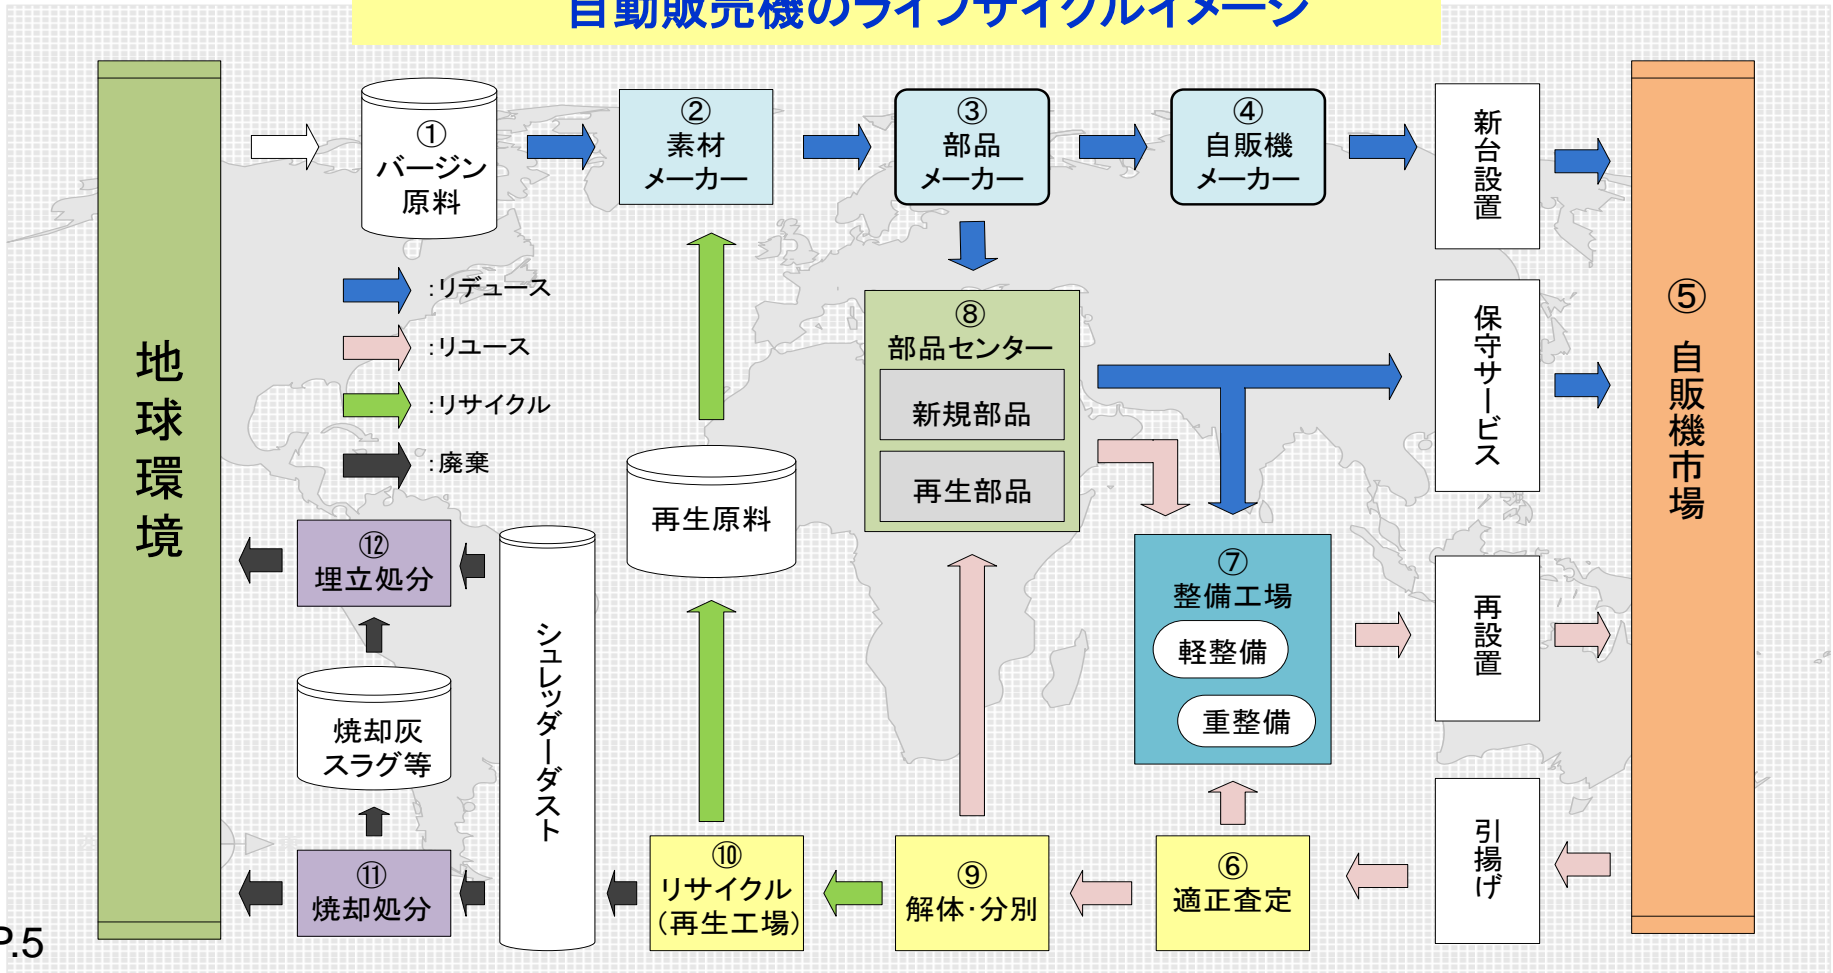 自動販売機のライフサイクルイメージ
地球環境
①
バージン
原料
②
素材
メーカー
③
部品
メーカー
④
自販機
メーカー
新台設置
⑤自販機市場
:リデュース
:リユース
:リサイクル
:廃棄
⑧
部品センター
新規部品
再生部品
保守サービス
再生原料
⑫
埋立処分
シュレッダーダスト
⑦
整備工場
軽整備
重整備
再設置
焼却灰
スラグ等
⑪
焼却処分
⑩
リサイクル
(再生工場)
⑨
解体・分別
⑥
適正査定
引揚げ
P.5